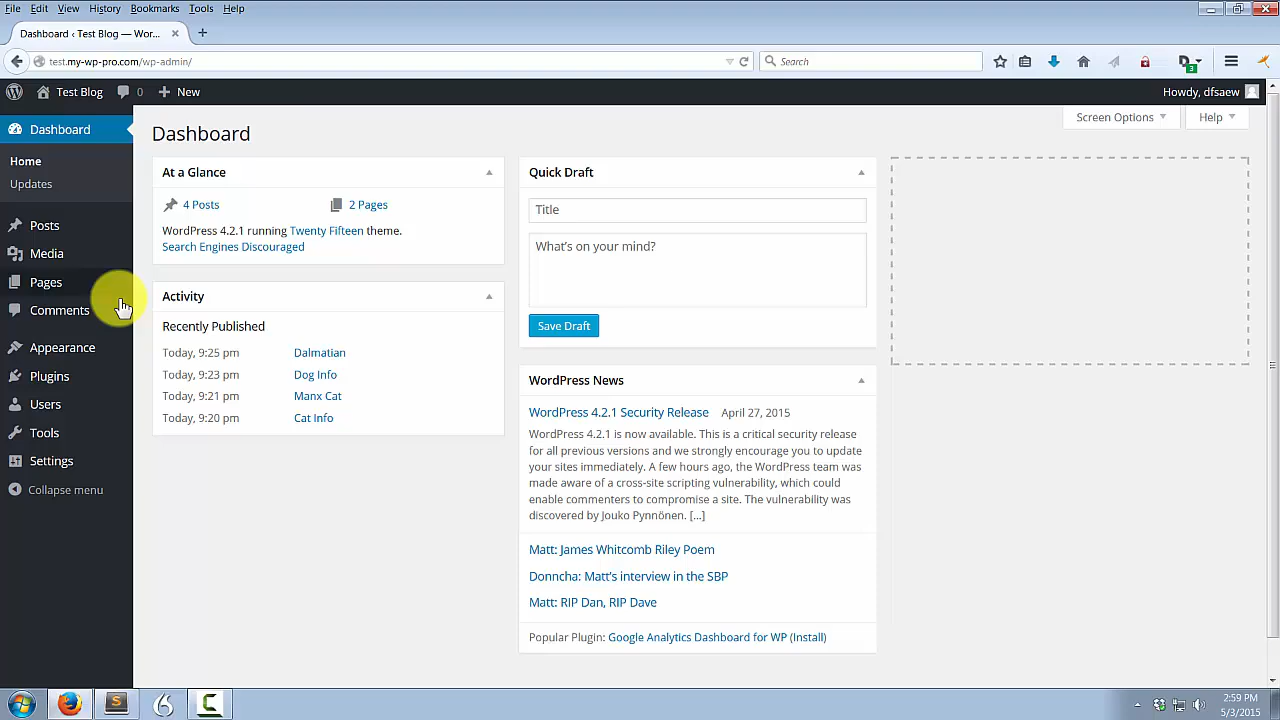 File Edit View History Bookmarks Tools Help
Dashboard ‹ Test Blog — Wor...
test.my-wp-pro.com/wp-admin/
Search
3
Test Blog 0 New
Howdy, dfsaew
Dashboard
Home
Updates
Posts
Media
Pages
Comments
Appearance
Plugins
Users
Tools
Settings
Collapse menu
Screen Options
Help
Dashboard
At a Glance
4 Posts
2 Pages
WordPress 4.2.1 running Twenty Fifteen theme.
Search Engines Discouraged
Activity
Recently Published
Today, 9:25 pm Dalmatian
Today, 9:23 pm Dog Info
Today, 9:21 pm Manx Cat
Today, 9:20 pm Cat Info
Quick Draft
Title
What's on your mind?
Save Draft
WordPress News
WordPress 4.2.1 Security Release April 27, 2015
WordPress 4.2.1 is now available. This is a critical security release
for all previous versions and we strongly encourage you to update
your sites immediately. A few hours ago, the WordPress team was
made aware of a cross-site scripting vulnerability, which could
enable commenters to compromise a site. The vulnerability was
discovered by Jouko Pynnönen. [...]
Matt: James Whitcomb Riley Poem
Donncha: Matt's interview in the SBP
Matt: RIP Dan, RIP Dave
Popular Plugin: Google Analytics Dashboard for WP (Install)
2:59 PM
5/3/2015